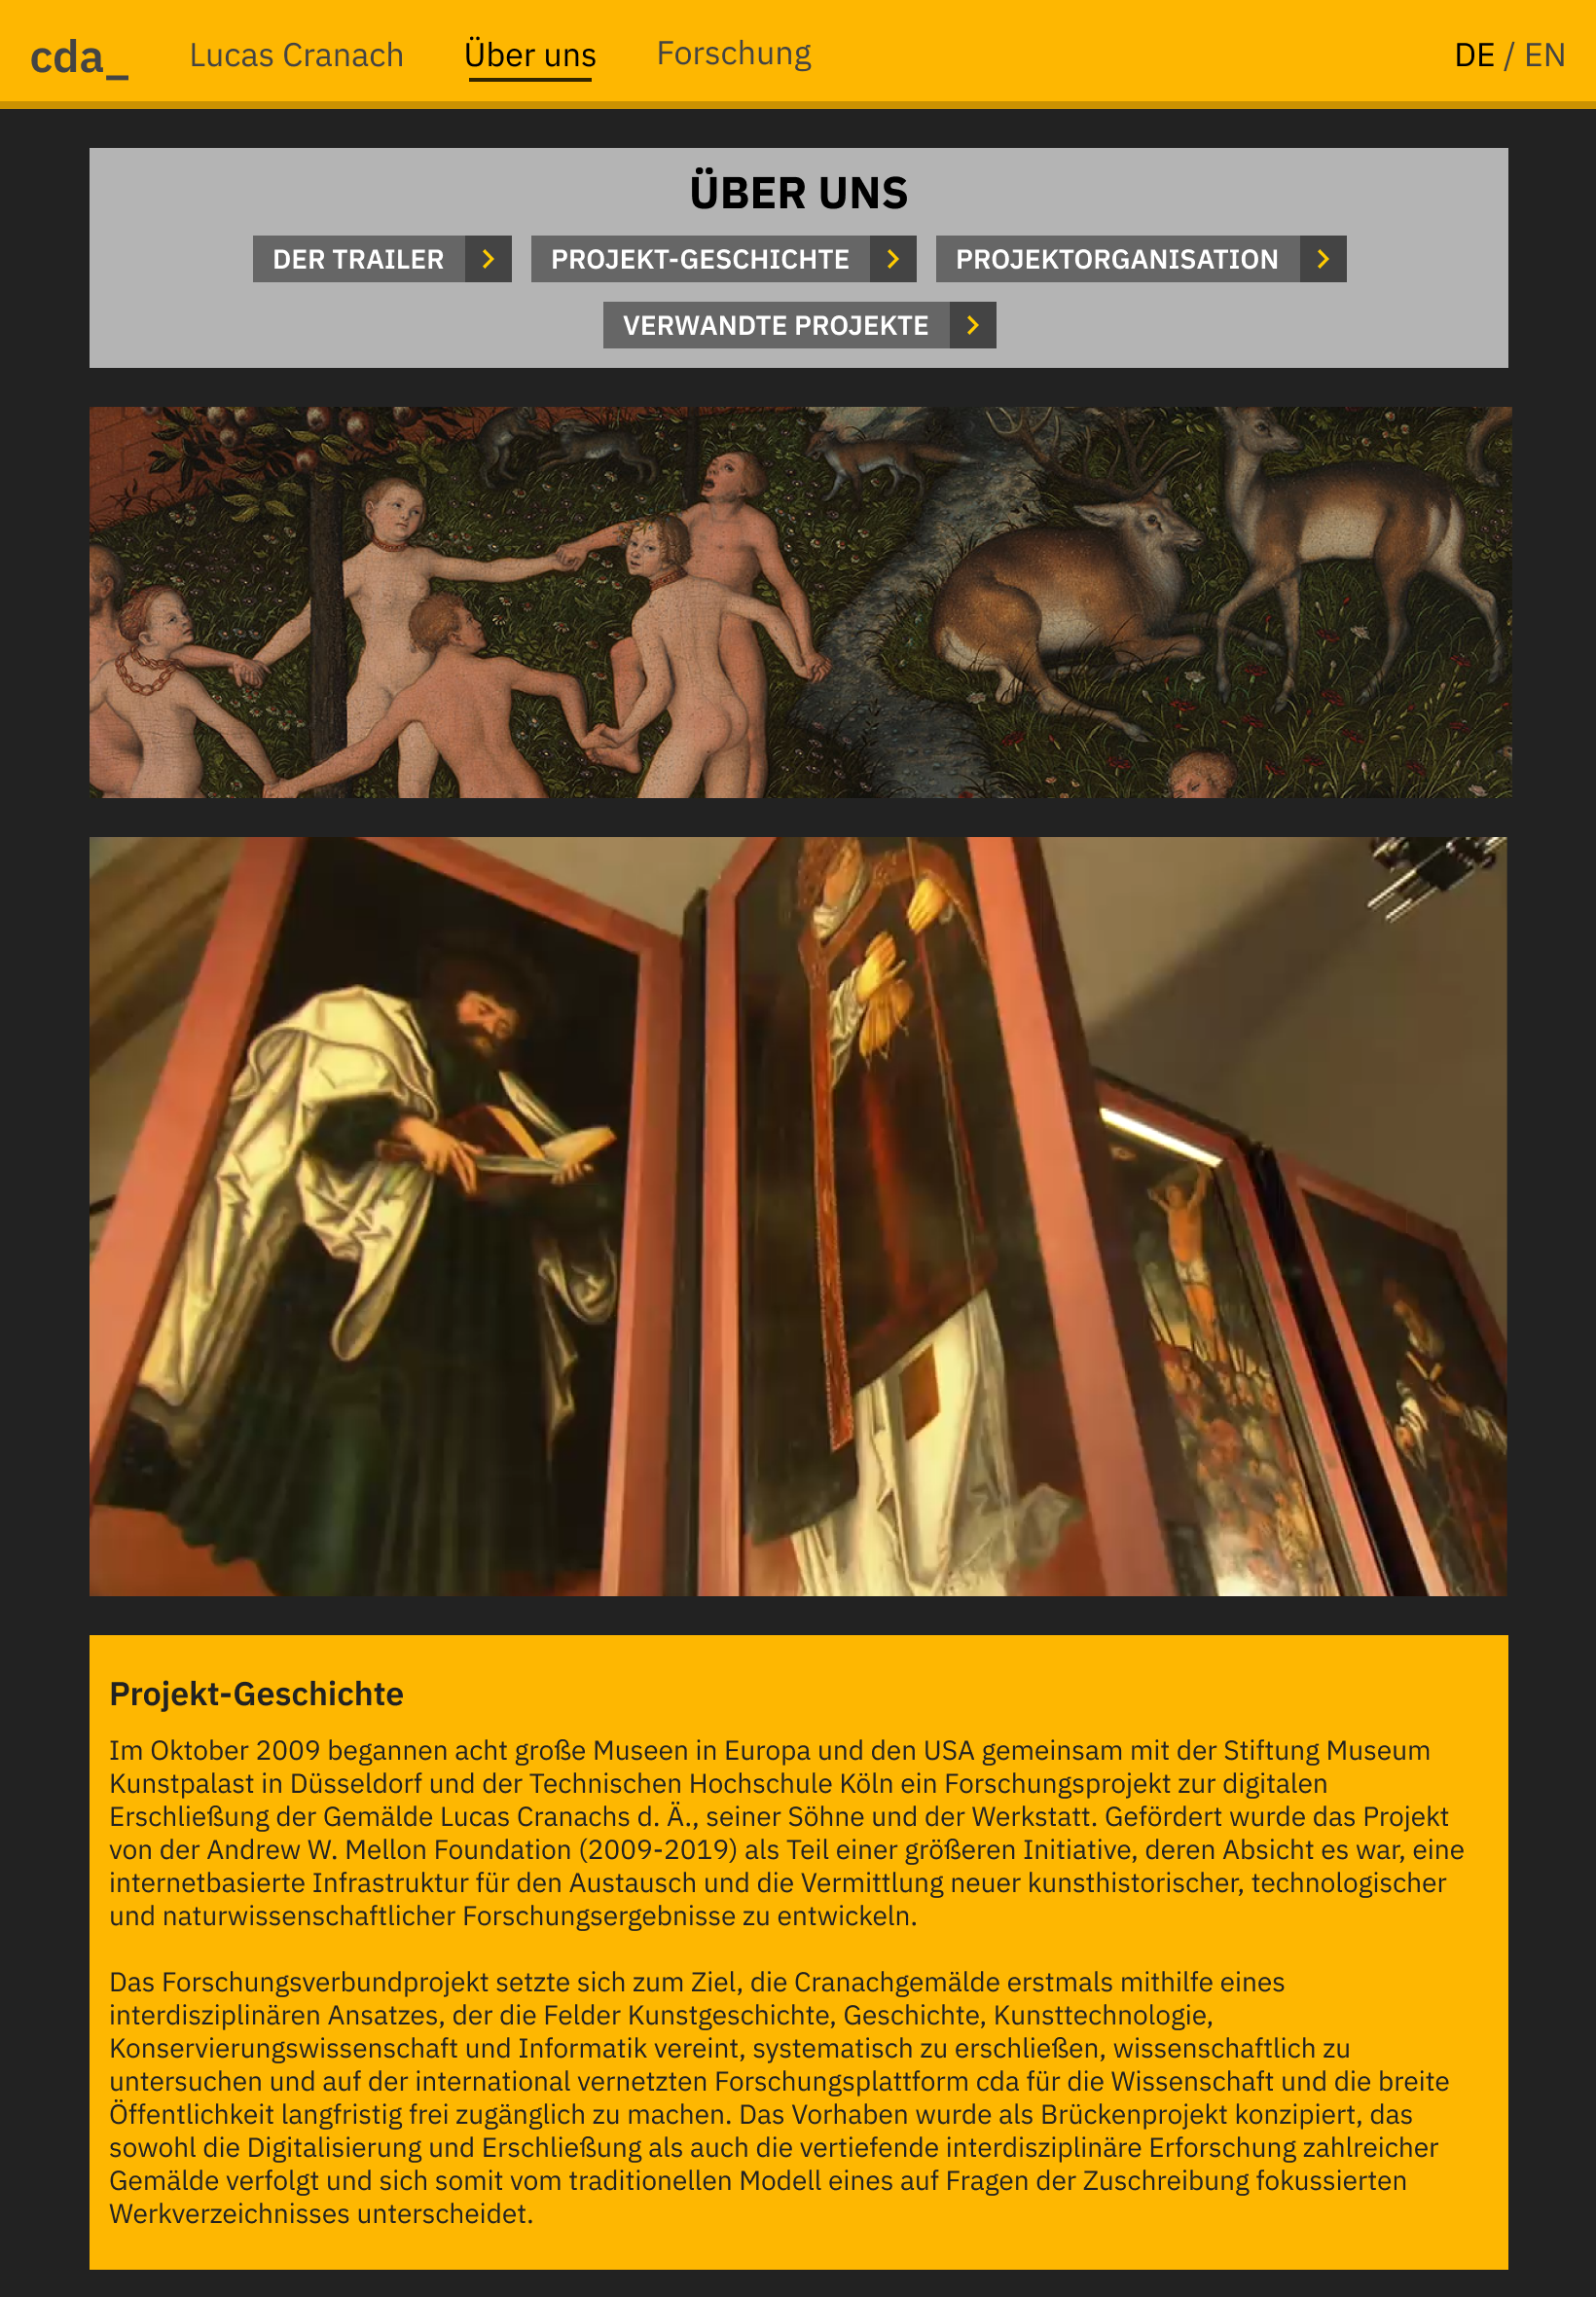 cda_ Lucas Cranach Über uns Forschung DE / EN
ÜBER UNS
DER TRAILER PROJEKT-GESCHICHTE PROJEKTORGANISATION
VERWANDTE PROJEKTE
Projekt-Geschichte
Im Oktober 2009 begannen acht große Museen in Europa und den USA gemeinsam mit der Stiftung Museum
Kunstpalast in Düsseldorf und der Technischen Hochschule Köln ein Forschungsprojekt zur digitalen
Erschließung der Gemälde Lucas Cranachs d. Ä., seiner Söhne und der Werkstatt. Gefördert wurde das Projekt
von der Andrew W. Mellon Foundation (2009-2019) als Teil einer größeren Initiative, deren Absicht es war, eine
internetbasierte Infrastruktur für den Austausch und die Vermittlung neuer kunsthistorischer, technologischer
und naturwissenschaftlicher Forschungsergebnisse zu entwickeln.
Das Forschungsverbundprojekt setzte sich zum Ziel, die Cranachgemälde erstmals mithilfe eines
interdisziplinären Ansatzes, der die Felder Kunstgeschichte, Geschichte, Kunsttechnologie,
Konservierungswissenschaft und Informatik vereint, systematisch zu erschließen, wissenschaftlich zu
untersuchen und auf der international vernetzten Forschungsplattform cda für die Wissenschaft und die breite
Öffentlichkeit langfristig frei zugänglich zu machen. Das Vorhaben wurde als Brückenprojekt konzipiert, das
sowohl die Digitalisierung und Erschließung als auch die vertiefende interdisziplinäre Erforschung zahlreicher
Gemälde verfolgt und sich somit vom traditionellen Modell eines auf Fragen der Zuschreibung fokussierten
Werkverzeichnisses unterscheidet.